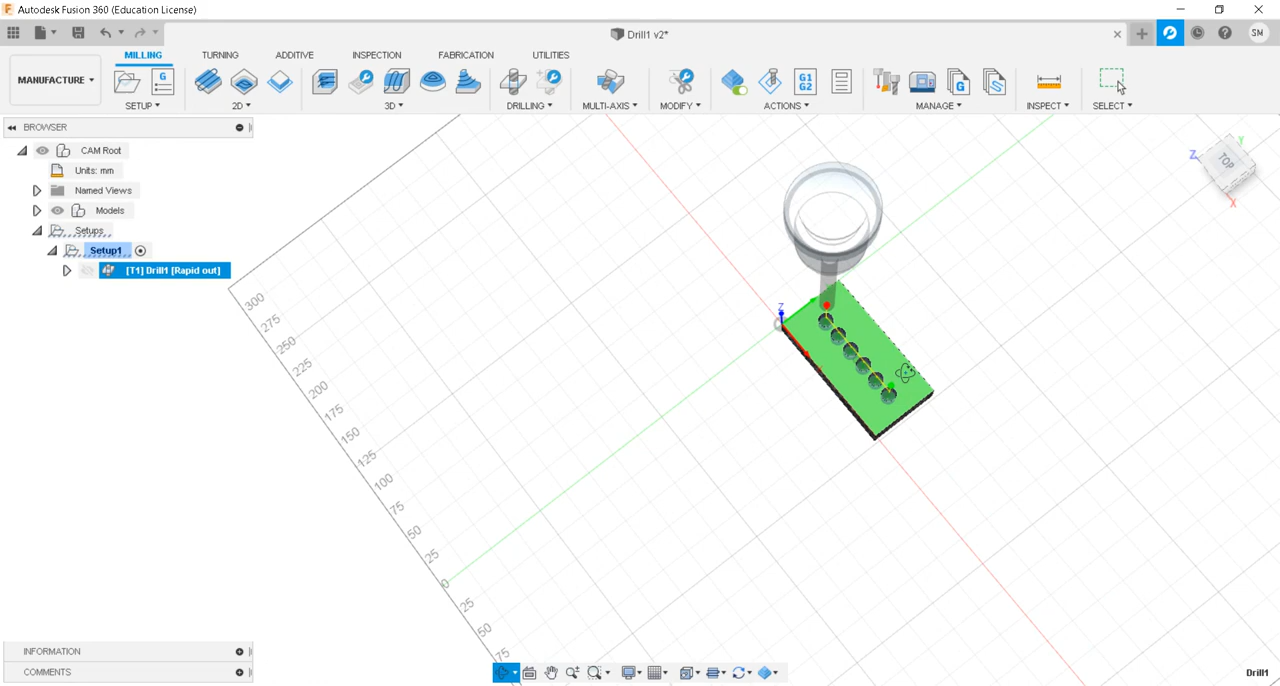 Autodesk Fusion 360 (Education License)
Drill1 v2*
SM
MANUFACTURE
MILLING
TURNING
ADDITIVE
INSPECTION
FABRICATION
UTILITIES
G
G1
G2
G
S
SETUP
2D
3D
DRILLING
MULTI-AXIS
MODIFY
ACTIONS
MANAGE
INSPECT
SELECT
BROWSER
CAM Root
Units: mm
Named Views
Models
Setups
Setup1
[T1] Drill1 [Rapid out]
TOP
Z
Y
X
Z
300
275
250
225
200
175
150
125
100
75
50
25
0
25
50
75
INFORMATION
COMMENTS
Drill1